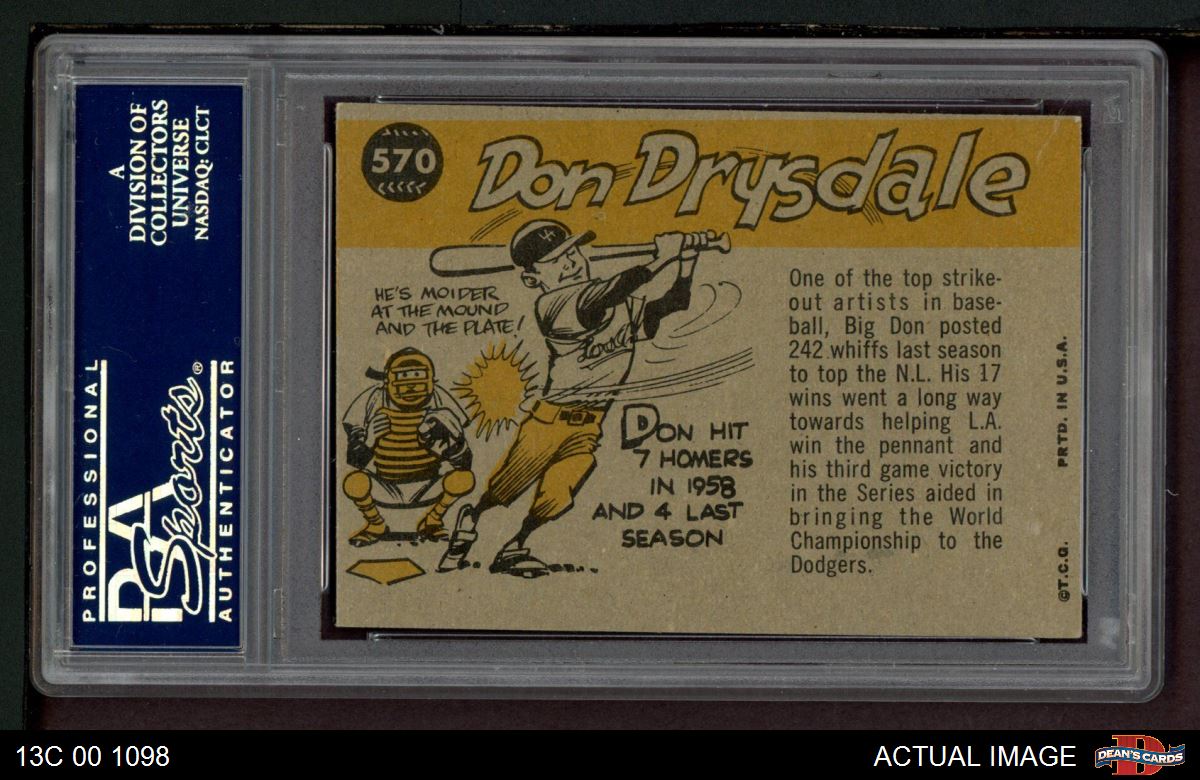 A
DIVISION OF
COLLECTORS
UNIVERSE
NASDAQ: CLCT
PROFESSIONAL
PSA
Sports®
AUTHENTICATOR
570
Don Drysdale
HE'S MOIDER
AT THE MOUND
AND THE PLATE!
LA
DON HIT
7 HOMERS
IN 1958
AND 4 LAST
SEASON
One of the top strike-
out artists in base-
ball, Big Don posted
242 whiffs last season
to top the N.L. His 17
wins went a long way
towards helping L.A.
win the pennant and
his third game victory
in the Series aided in
bringing the World
Championship to the
Dodgers.
PRTD. IN U.S.A.
©T.C.G.
13C 00 1098
ACTUAL IMAGE
D
DEAN'S CARDS